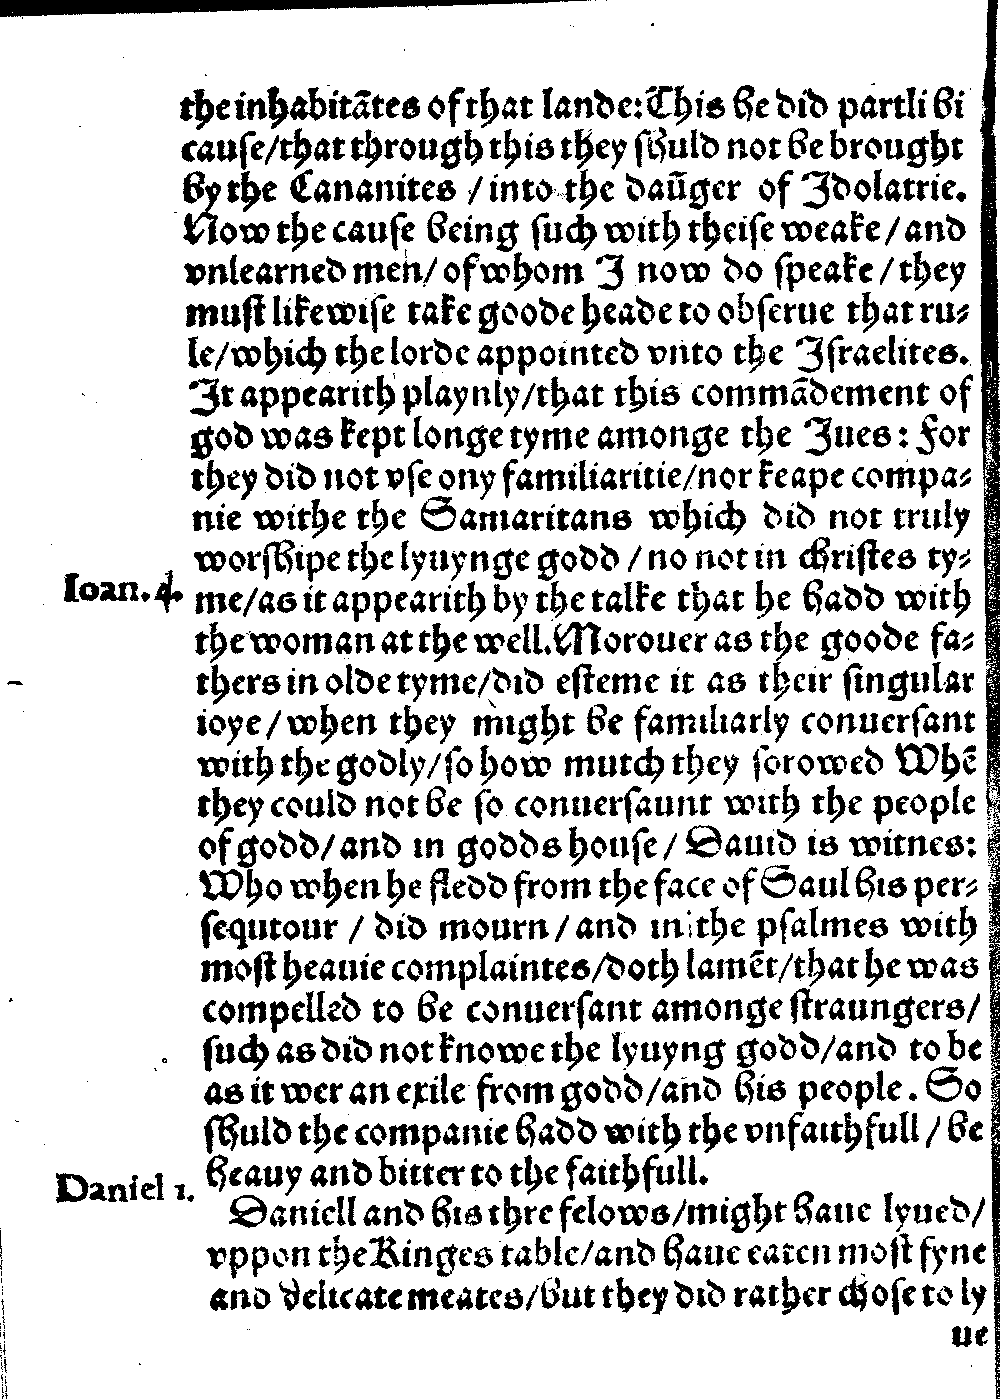 the inhabitātes of that lande: This he did partli bi
cause/that through this they shuld not be brought
by the Cananites / into the daūger of Idolatrie.
Now the cause being such with theise weake / and
vnlearned men / of whom I now do speake / they
must likewise take goode heade to obserue that ru⸗
le/which the lorde appointed vnto the Israelites.
It appearith playnly/that this commādement of
god was kept longe tyme amonge the Iues: For
they did not vse ony familiaritie/nor keape compa⸗
nie withe the Samaritans which did not truly
worshipe the lyuynge godd / no not in christes ty⸗
Ioan. 4.
me/as it appearith by the talke that he hadd with
the woman at the well. Morouer as the goode fa⸗
thers in olde tyme/did esteme it as their singular
ioye / when they might be familiarly conuersant
with the godly/so how mutch they sorowed Whē
they could not be so conuersaunt with the people
of godd/and in godds house / Dauid is witnes:
Who when he fledd from the face of Saul his per⸗
sequtour / did mourn / and in the psalmes with
most heauie complaintes/doth lamēt/that he was
compelled to be conuersant amonge straungers/
such as did not knowe the lyuyng godd/and to be
as it wer an exile from godd/and his people. So
shuld the companie hadd with the vnfaithfull / be
heauy and bitter to the faithfull.
Daniel 1.
Daniell and his thre felows/might haue lyued/
vppon the Kinges table/and haue eaten most fyne
and delicate meates/but they did rather chose to ly
ue